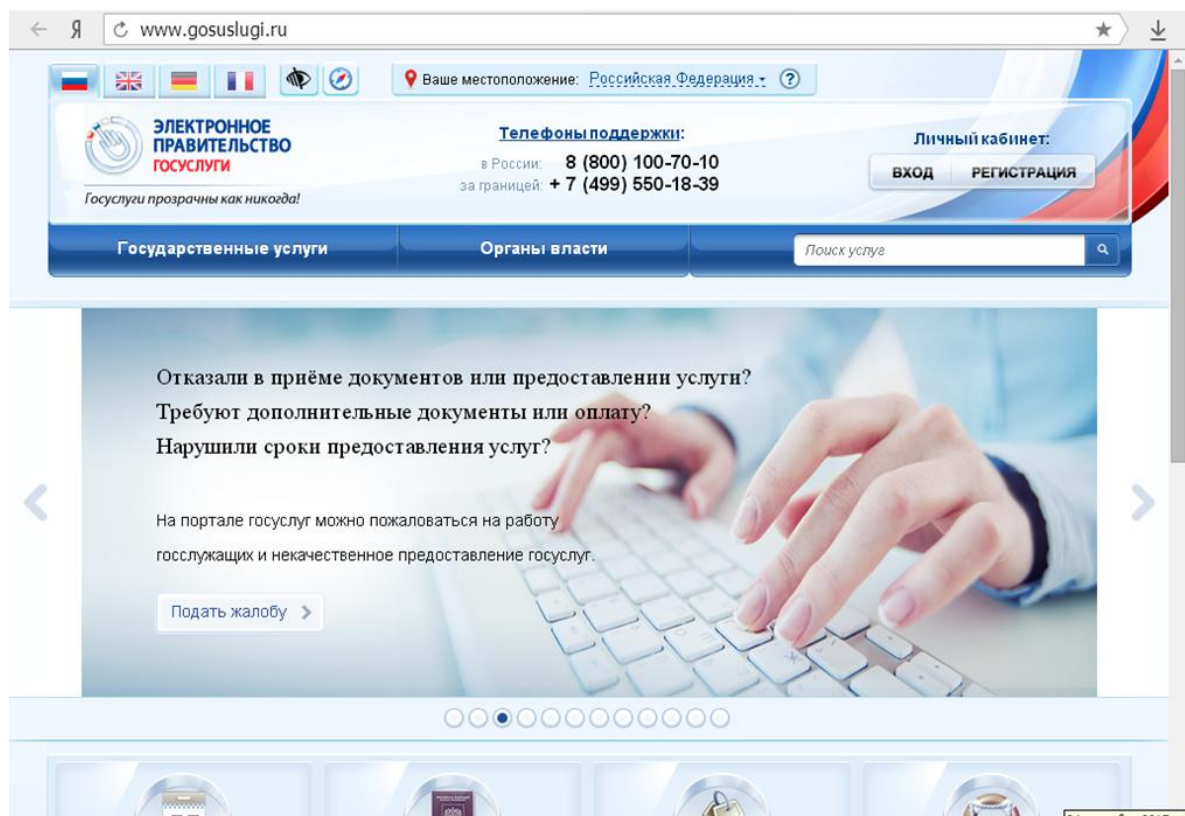 Я
www.gosuslugi.ru
Ваше местоположение: Российская Федерация ?
ЭЛЕКТРОННОЕ
ПРАВИТЕЛЬСТВО
ГОСУСЛУГИ
Госуслуги прозрачны как никогда!
Телефоны поддержки:
в России: 8 (800) 100-70-10
за границей: + 7 (499) 550-18-39
Личный кабинет:
ВХОД РЕГИСТРАЦИЯ
Государственные услуги
Органы власти
Поиск услуг
Отказали в приёме документов или предоставлении услуги?
Требуют дополнительные документы или оплату?
Нарушили сроки предоставления услуг?
На портале госуслуг можно пожаловаться на работу
госслужащих и некачественное предоставление госуслуг.
Подать жалобу